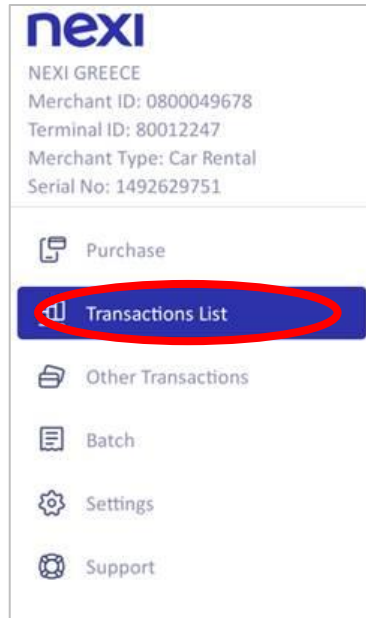 nexi
NEXI GREECE
Merchant ID: 0800049678
Terminal ID: 80012247
Merchant Type: Car Rental
Serial No: 1492629751
Purchase
Transactions List
Other Transactions
Batch
Settings
Support